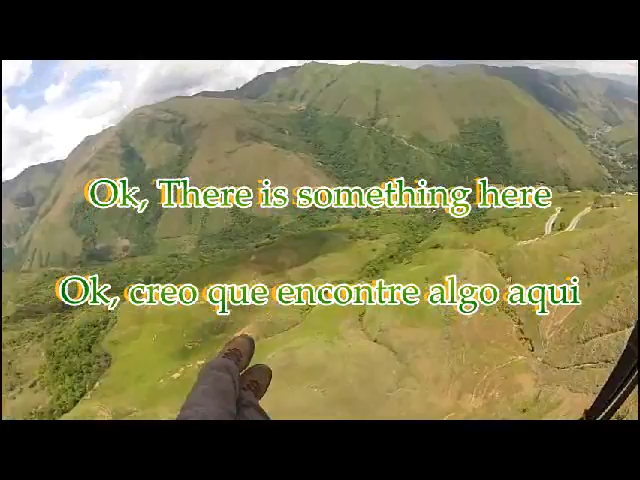 Ok, There is something here
Ok, creo que encontre algo aqui